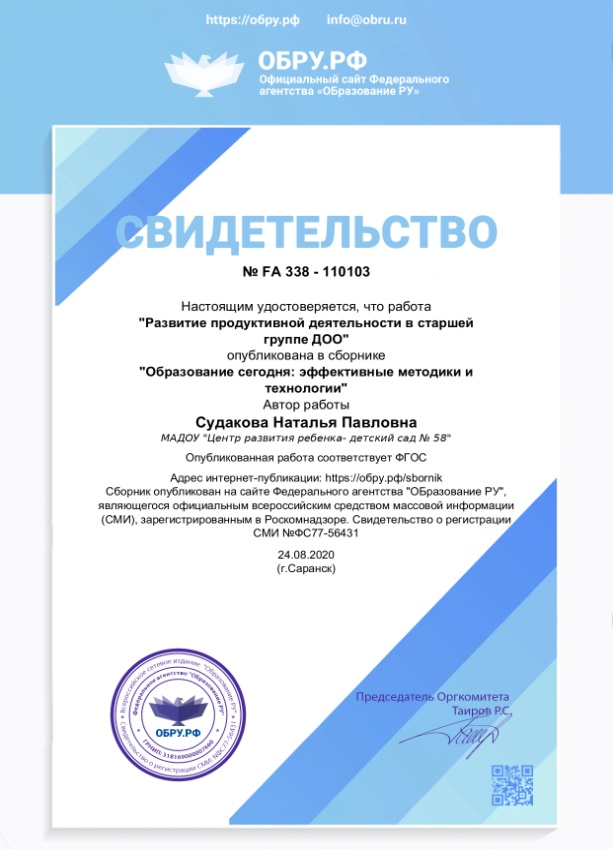 https://обру.рф info@obru.ru
ОБРУ.РФ
Официальный сайт Федерального
агентства «ОБразование РУ»
СВИДЕТЕЛЬСТВО
№ FA 338 - 110103
Настоящим удостоверяется, что работа
"Развитие продуктивной деятельности в старшей
группе ДОО"
опубликована в сборнике
"Образование сегодня: эффективные методики и
технологии"
Автор работы
Судакова Наталья Павловна
МАДОУ "Центр развития ребенка- детский сад № 58"
Опубликованная работа соответствует ФГОС
Адрес интернет-публикации: https://обру.рф/sbornik
Сборник опубликован на сайте Федерального агентства "ОБразование РУ",
являющегося официальным всероссийским средством массовой информации
(СМИ), зарегистрированным в Роскомнадзоре. Свидетельство о регистрации
СМИ №ФС77-56431
24.08.2020
(г.Саранск)
Всероссийское сетевое издание "Образование РУ"
Федеральное агентство "Образование РУ"
ОБРУ.РФ
Свидетельство о регистрации СМИ: №ФС77-56431
Председатель Оргкомитета
Таиров Р.С.